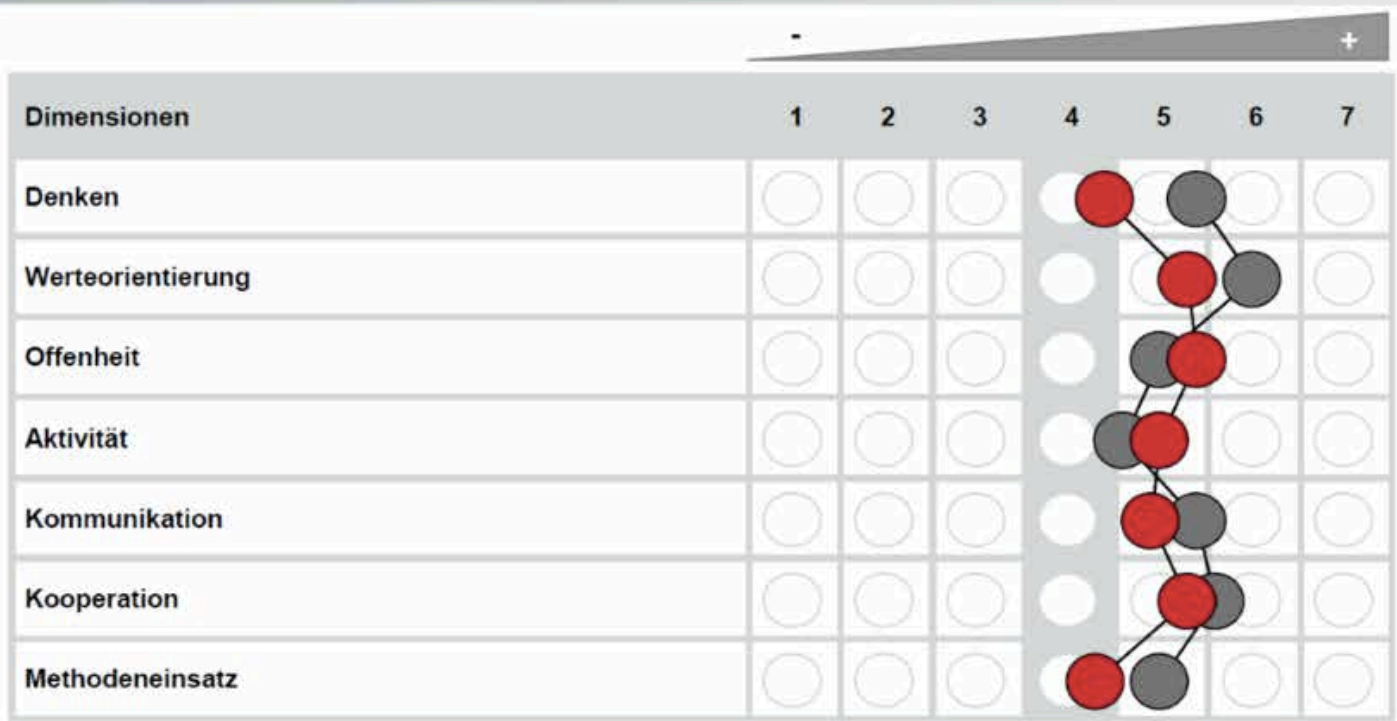 - +
Dimensionen 1 2 3 4 5 6 7
Denken
Werteorientierung
Offenheit
Aktivität
Kommunikation
Kooperation
Methodeneinsatz